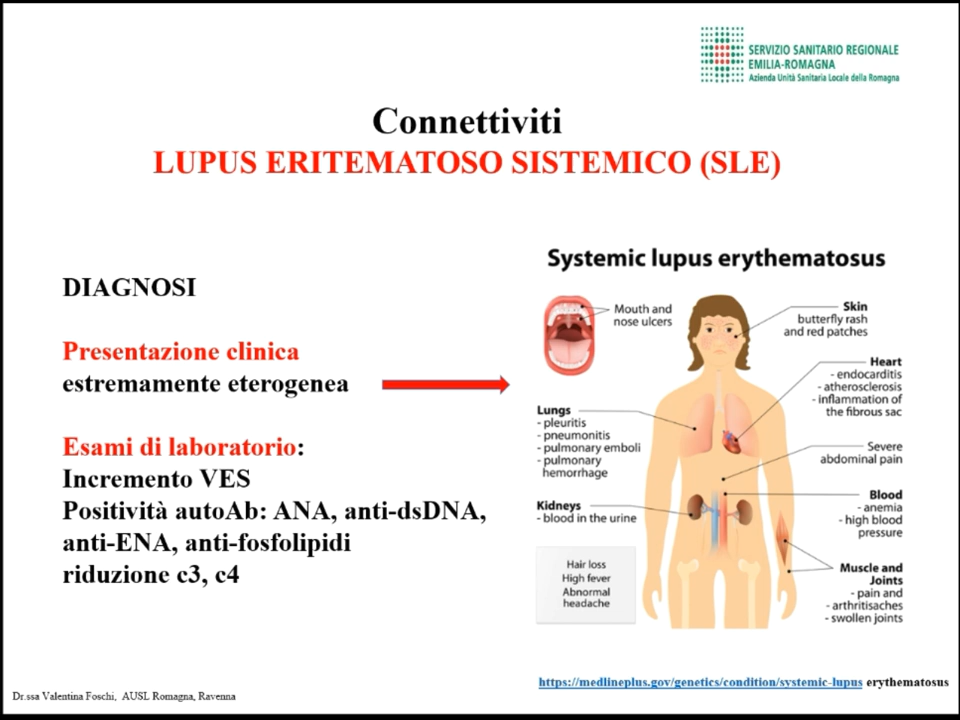 SERVIZIO SANITARIO REGIONALE
EMILIA-ROMAGNA
Azienda Unità Sanitaria Locale della Romagna
Connettiviti
LUPUS ERITEMATOSO SISTEMICO (SLE)
DIAGNOSI
Presentazione clinica
estremamente eterogenea
Esami di laboratorio:
Incremento VES
Positività autoAb: ANA, anti-dsDNA,
anti-ENA, anti-fosfolipidi
riduzione c3, c4
Systemic lupus erythematosus
Mouth and
nose ulcers
Skin
butterfly rash
and red patches
Heart
- endocarditis
- atherosclerosis
- inflammation of
the fibrous sac
Lungs
- pleuritis
- pneumonitis
- pulmonary emboli
- pulmonary
hemorrhage
Severe
abdominal pain
Kidneys
- blood in the urine
Blood
- anemia
- high blood
pressure
Hair loss
High fever
Abnormal
headache
Muscle and
Joints
- pain and
- arthritisaches
- swollen joints
https://medlineplus.gov/genetics/condition/systemic-lupus erythematosus
Dr.ssa Valentina Foschi, AUSL Romagna, Ravenna